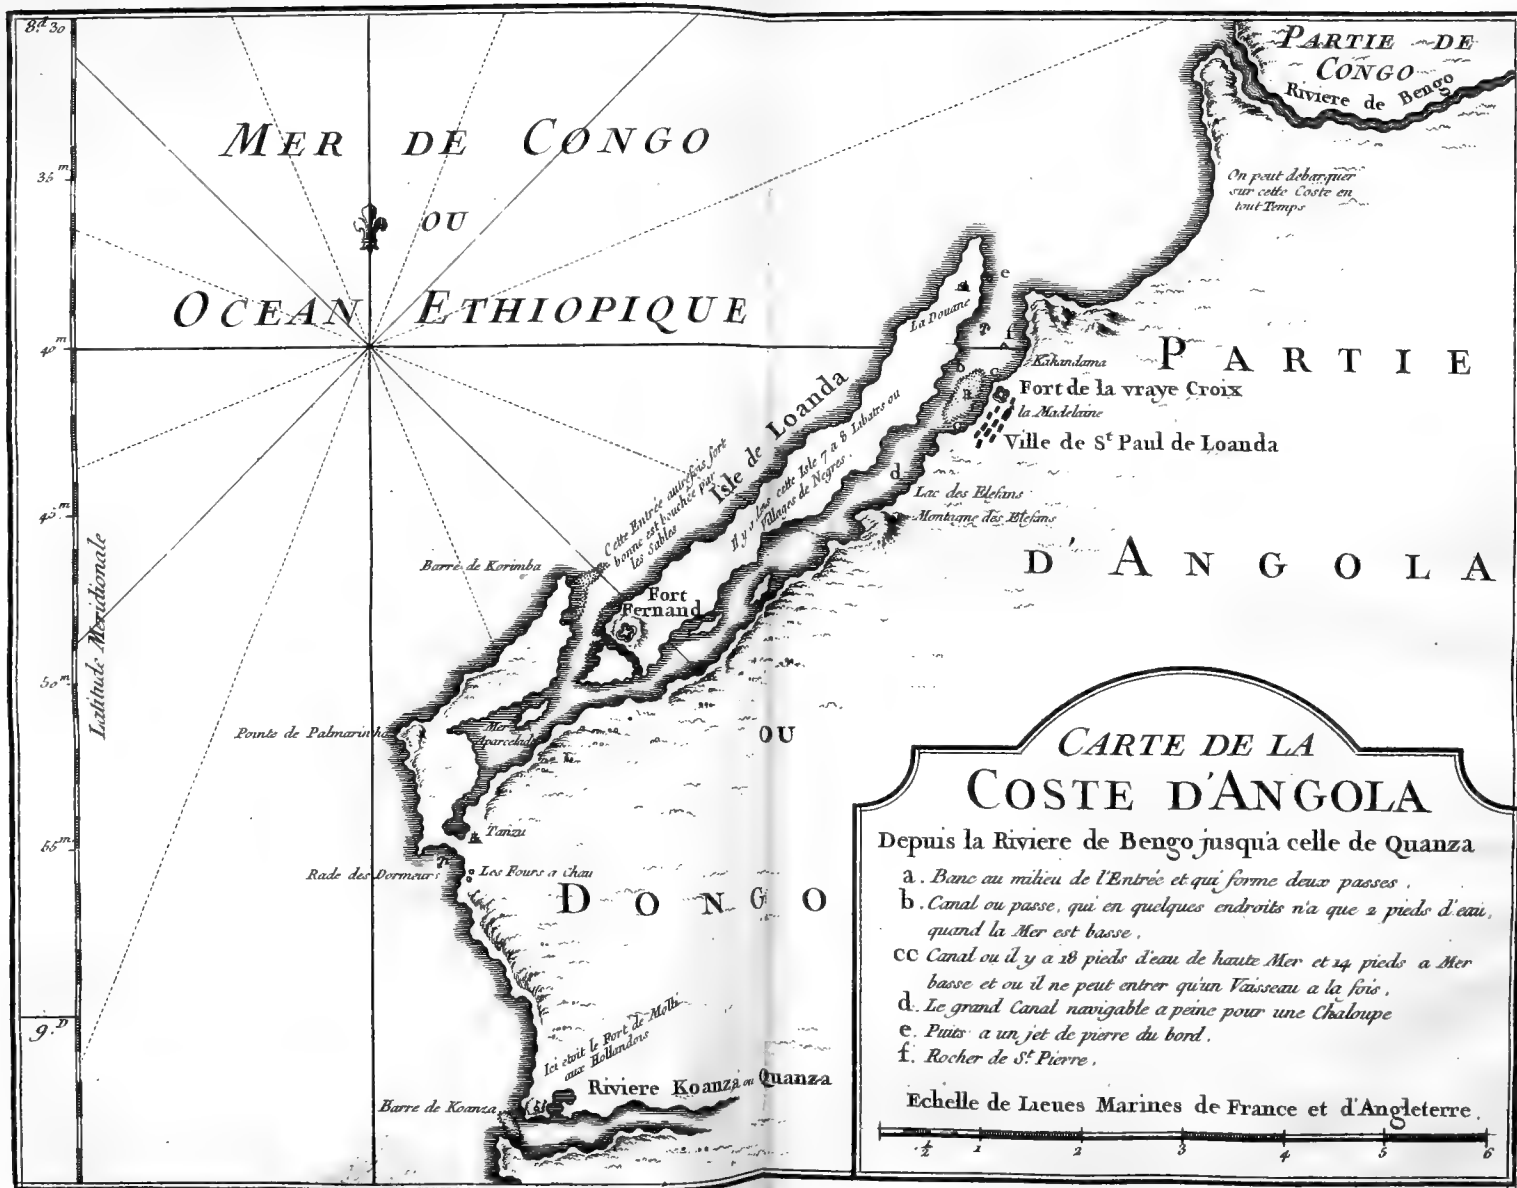 8.d 30
35.m
40.m
45.m
50.m
55.m
9.D
Latitude Meridionale
MER DE CONGO
OU
OCEAN ETHIOPIQUE
PARTIE DE
CONGO
Riviere de Bengo
On peut debarquer
sur cette Coste en
tout Temps
e
La Douane
f
Kakandama
b
c
a
c
Fort de la vraye Croix
la Madelaine
Ville de St Paul de Loanda
d
Lac des Elefans
Montagne des Elefans
Isle de Loanda
Il y a dans cette Isle 7 a 8 Libattes ou
Villages de Negres.
Cette Entrée autrefois fort
bonne est bouchée par
les Sables
Barre de Korimba
Fort
Fernand
Pointe de Palmarinha
Mer
Aparcelade
Tanzu
Rade des Dormeurs
Les Fours a Chau
PARTIE
D'ANGOLA
OU
DONGO
Ici etoit le Fort de Molls
aux Hollandois
Riviere Koanza ou Quanza
Barre de Koanza
CARTE DE LA
COSTE D'ANGOLA
Depuis la Riviere de Bengo jusqu'a celle de Quanza
a. Banc au milieu de l'Entrée et qui forme deux passes.
b. Canal ou passe, qui en quelques endroits n'a que 2 pieds d'eau,
quand la Mer est basse.
cc Canal ou il y a 18 pieds d'eau de haute Mer et 14 pieds a Mer
basse et ou il ne peut entrer qu'un Vaisseau a la fois.
d. Le grand Canal navigable a peine pour une Chaloupe
e. Puits a un jet de pierre du bord.
f. Rocher de St Pierre.
Echelle de Lieues Marines de France et d'Angleterre.
1/2 1 2 3 4 5 6